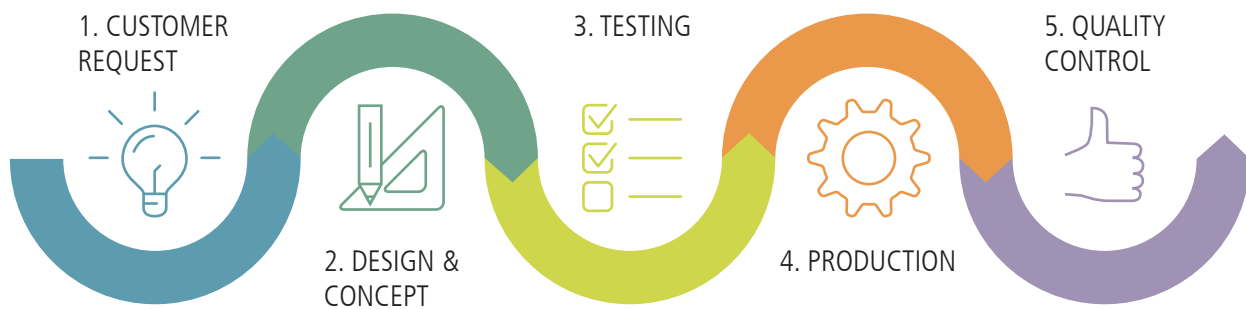 1. CUSTOMER
REQUEST
2. DESIGN &
CONCEPT
3. TESTING
4. PRODUCTION
5. QUALITY
CONTROL